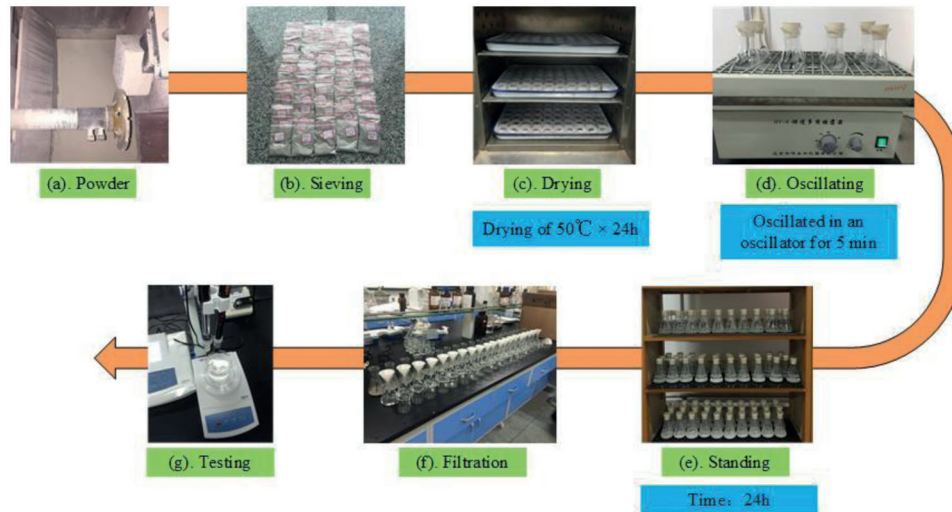 (a). Powder
(b). Sieving
(c). Drying
(d). Oscillating
Drying of 50℃ × 24h
Oscillated in an
oscillator for 5 min
(g). Testing
(f). Filtration
(e). Standing
Time： 24h